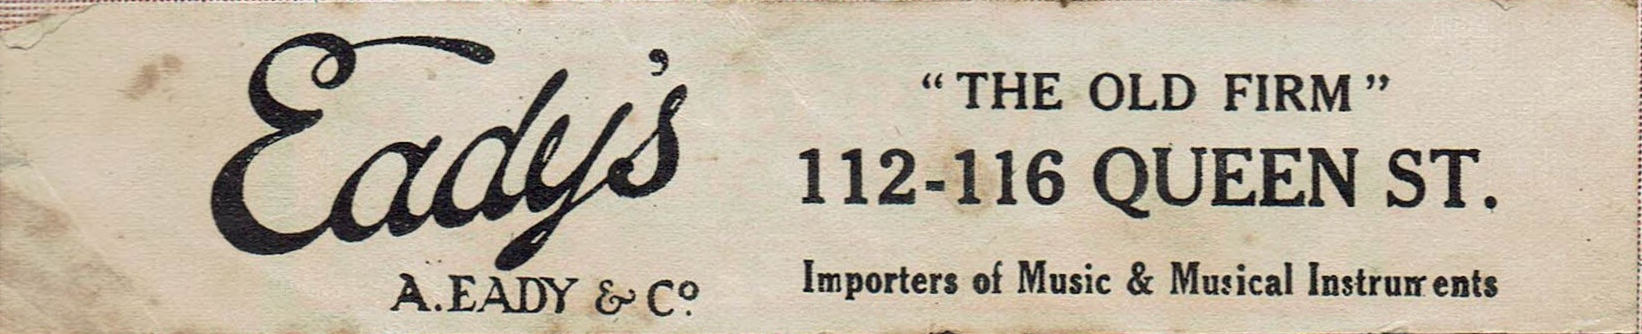 Eady's
A. EADY & Co.
"THE OLD FIRM"
112-116 QUEEN ST.
Importers of Music & Musical Instruments